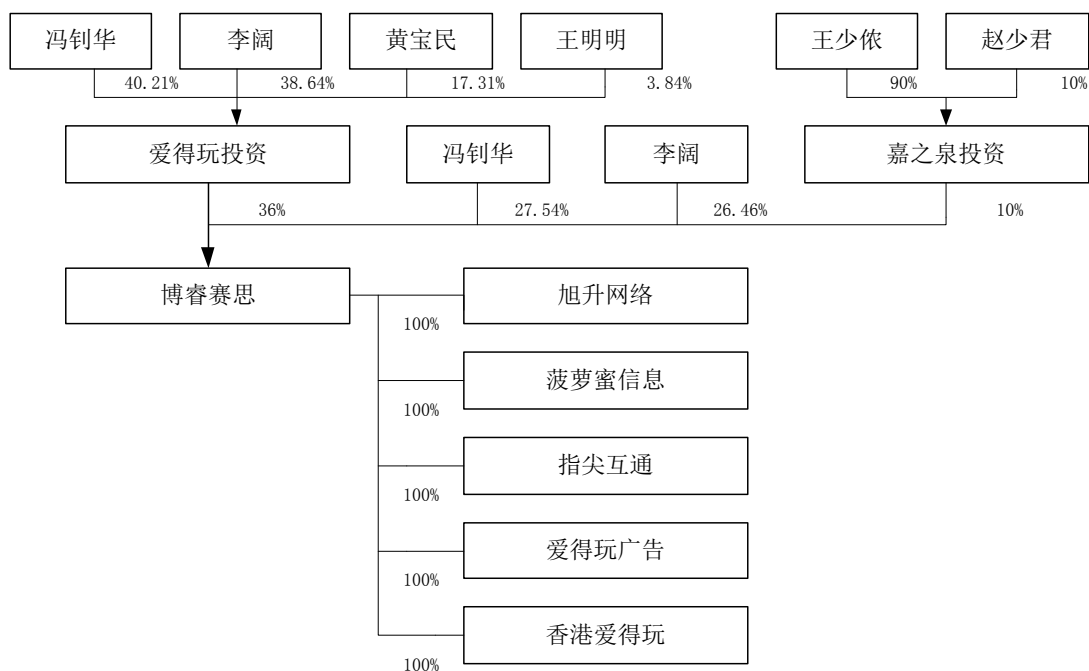 冯钊华
李阔
黄宝民
王明明
王少侬
赵少君
40.21%
38.64%
17.31%
3.84%
90%
10%
爱得玩投资
冯钊华
李阔
嘉之泉投资
36%
27.54%
26.46%
10%
博睿赛思
旭升网络
100%
菠萝蜜信息
100%
指尖互通
100%
爱得玩广告
100%
香港爱得玩
100%